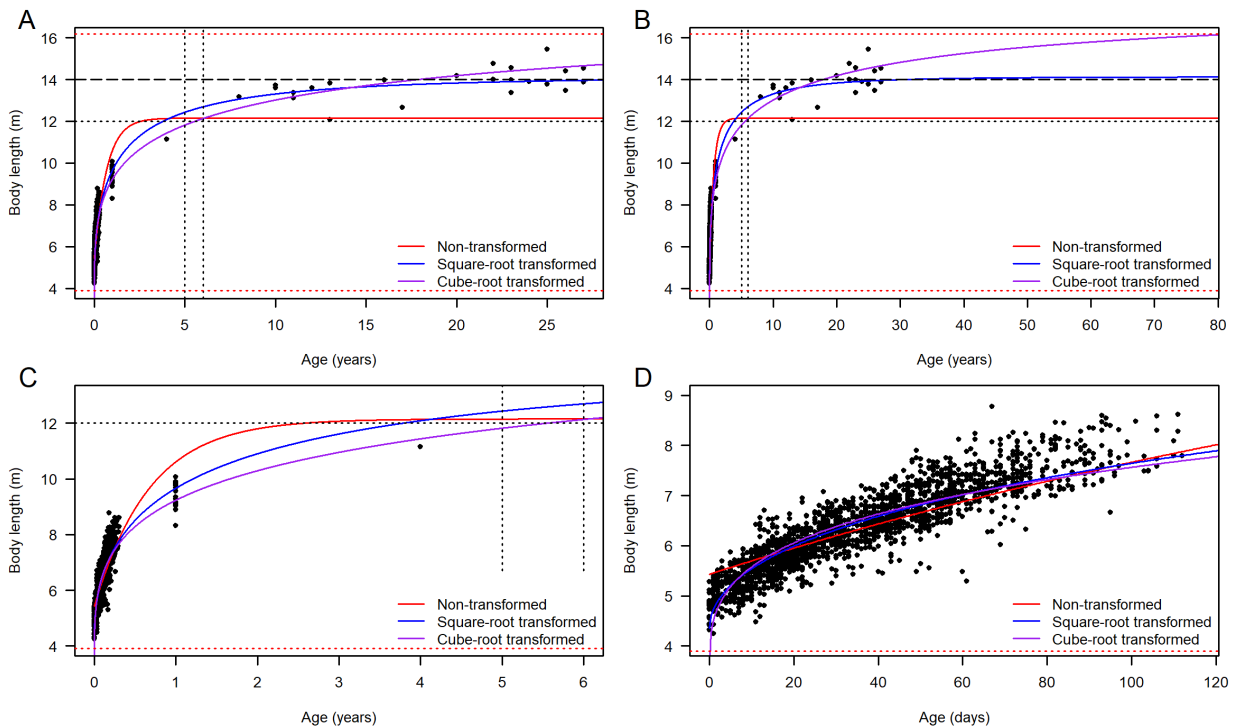 A
16
14
12
10
8
6
4
Body length (m)
0 5 10 15 20 25
Age (years)
Non-transformed
Square-root transformed
Cube-root transformed
B
16
14
12
10
8
6
4
Body length (m)
0 10 20 30 40 50 60 70 80
Age (years)
Non-transformed
Square-root transformed
Cube-root transformed
C
12
10
8
6
4
Body length (m)
0 1 2 3 4 5 6
Age (years)
Non-transformed
Square-root transformed
Cube-root transformed
D
9
8
7
6
5
4
Body length (m)
0 20 40 60 80 100 120
Age (days)
Non-transformed
Square-root transformed
Cube-root transformed